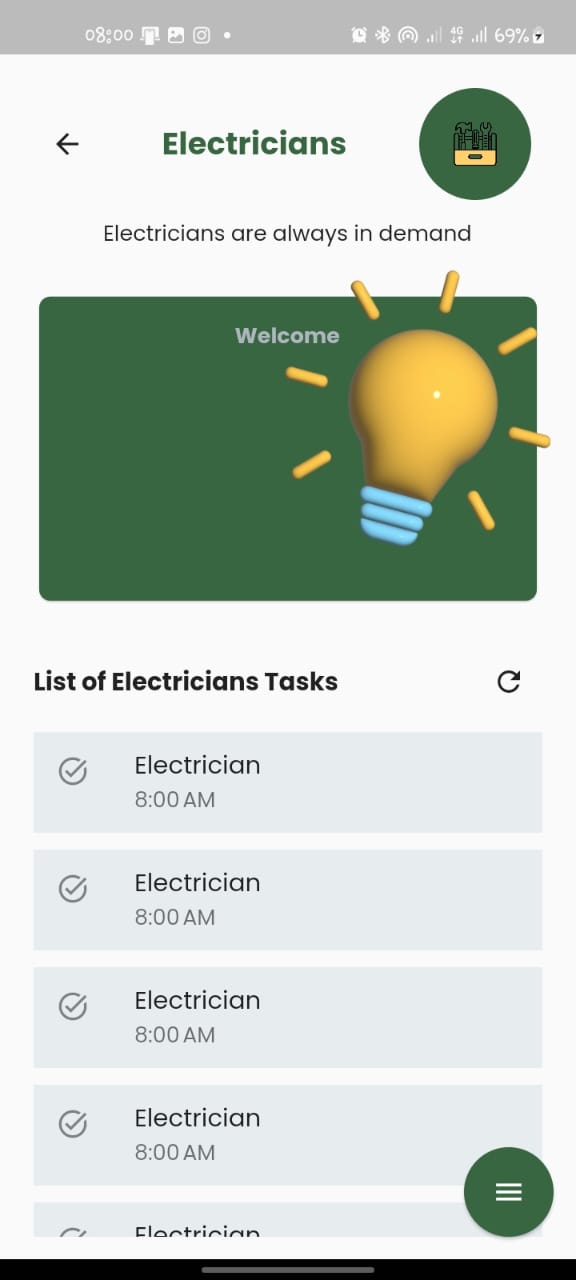 08:00
4G
69%
Electricians
Electricians are always in demand
Welcome
List of Electricians Tasks
Electrician
8:00 AM
Electrician
8:00 AM
Electrician
8:00 AM
Electrician
8:00 AM
Electrician